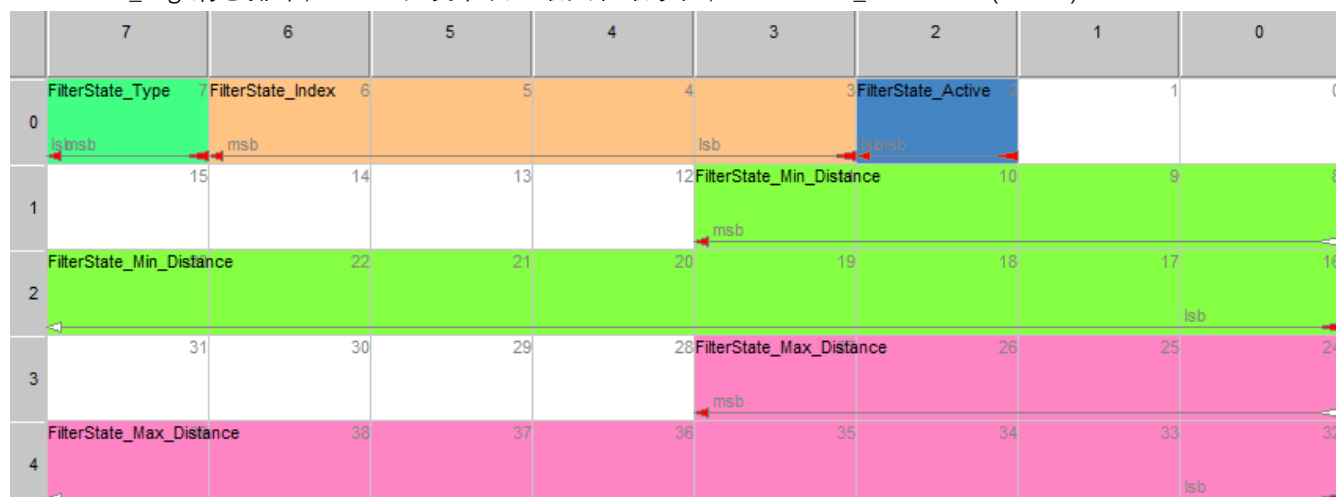 7 6 5 4 3 2 1 0
FilterState_Type 7 FilterState_Index 6 5 4 3 FilterState_Active 2 1 0
0
lsb msb msb lsb lsb msb
15 14 13 12 FilterState_Min_Distance 10 9 8
1
msb
FilterState_Min_Distance 22 21 20 19 18 17 16
2
lsb
31 30 29 28 FilterState_Max_Distance 26 25 24
3
msb
FilterState_Max_Distance 38 37 36 35 34 33 32
4
lsb